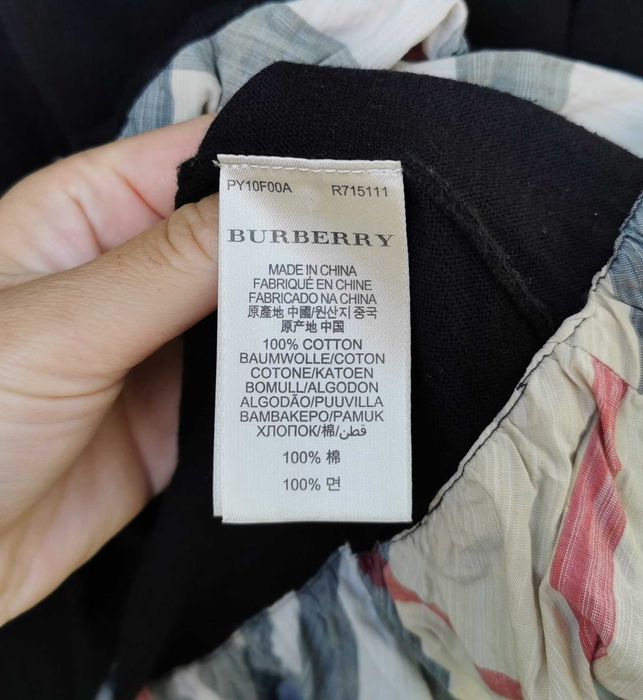 PY10F00A R715111
BURBERRY
MADE IN CHINA
FABRIQUÉ EN CHINE
FABRICADO NA CHINA
原產地 中國/원산지 중국
原产地 中国
100% COTTON
BAUMWOLLE/COTON
COTONE/KATOEN
BOMULL/ALGODON
ALGODÃO/PUUVILLA
BAMBAKEPO/PAMUK
ХЛОПОК/棉/قطن
100% 棉
100% 면